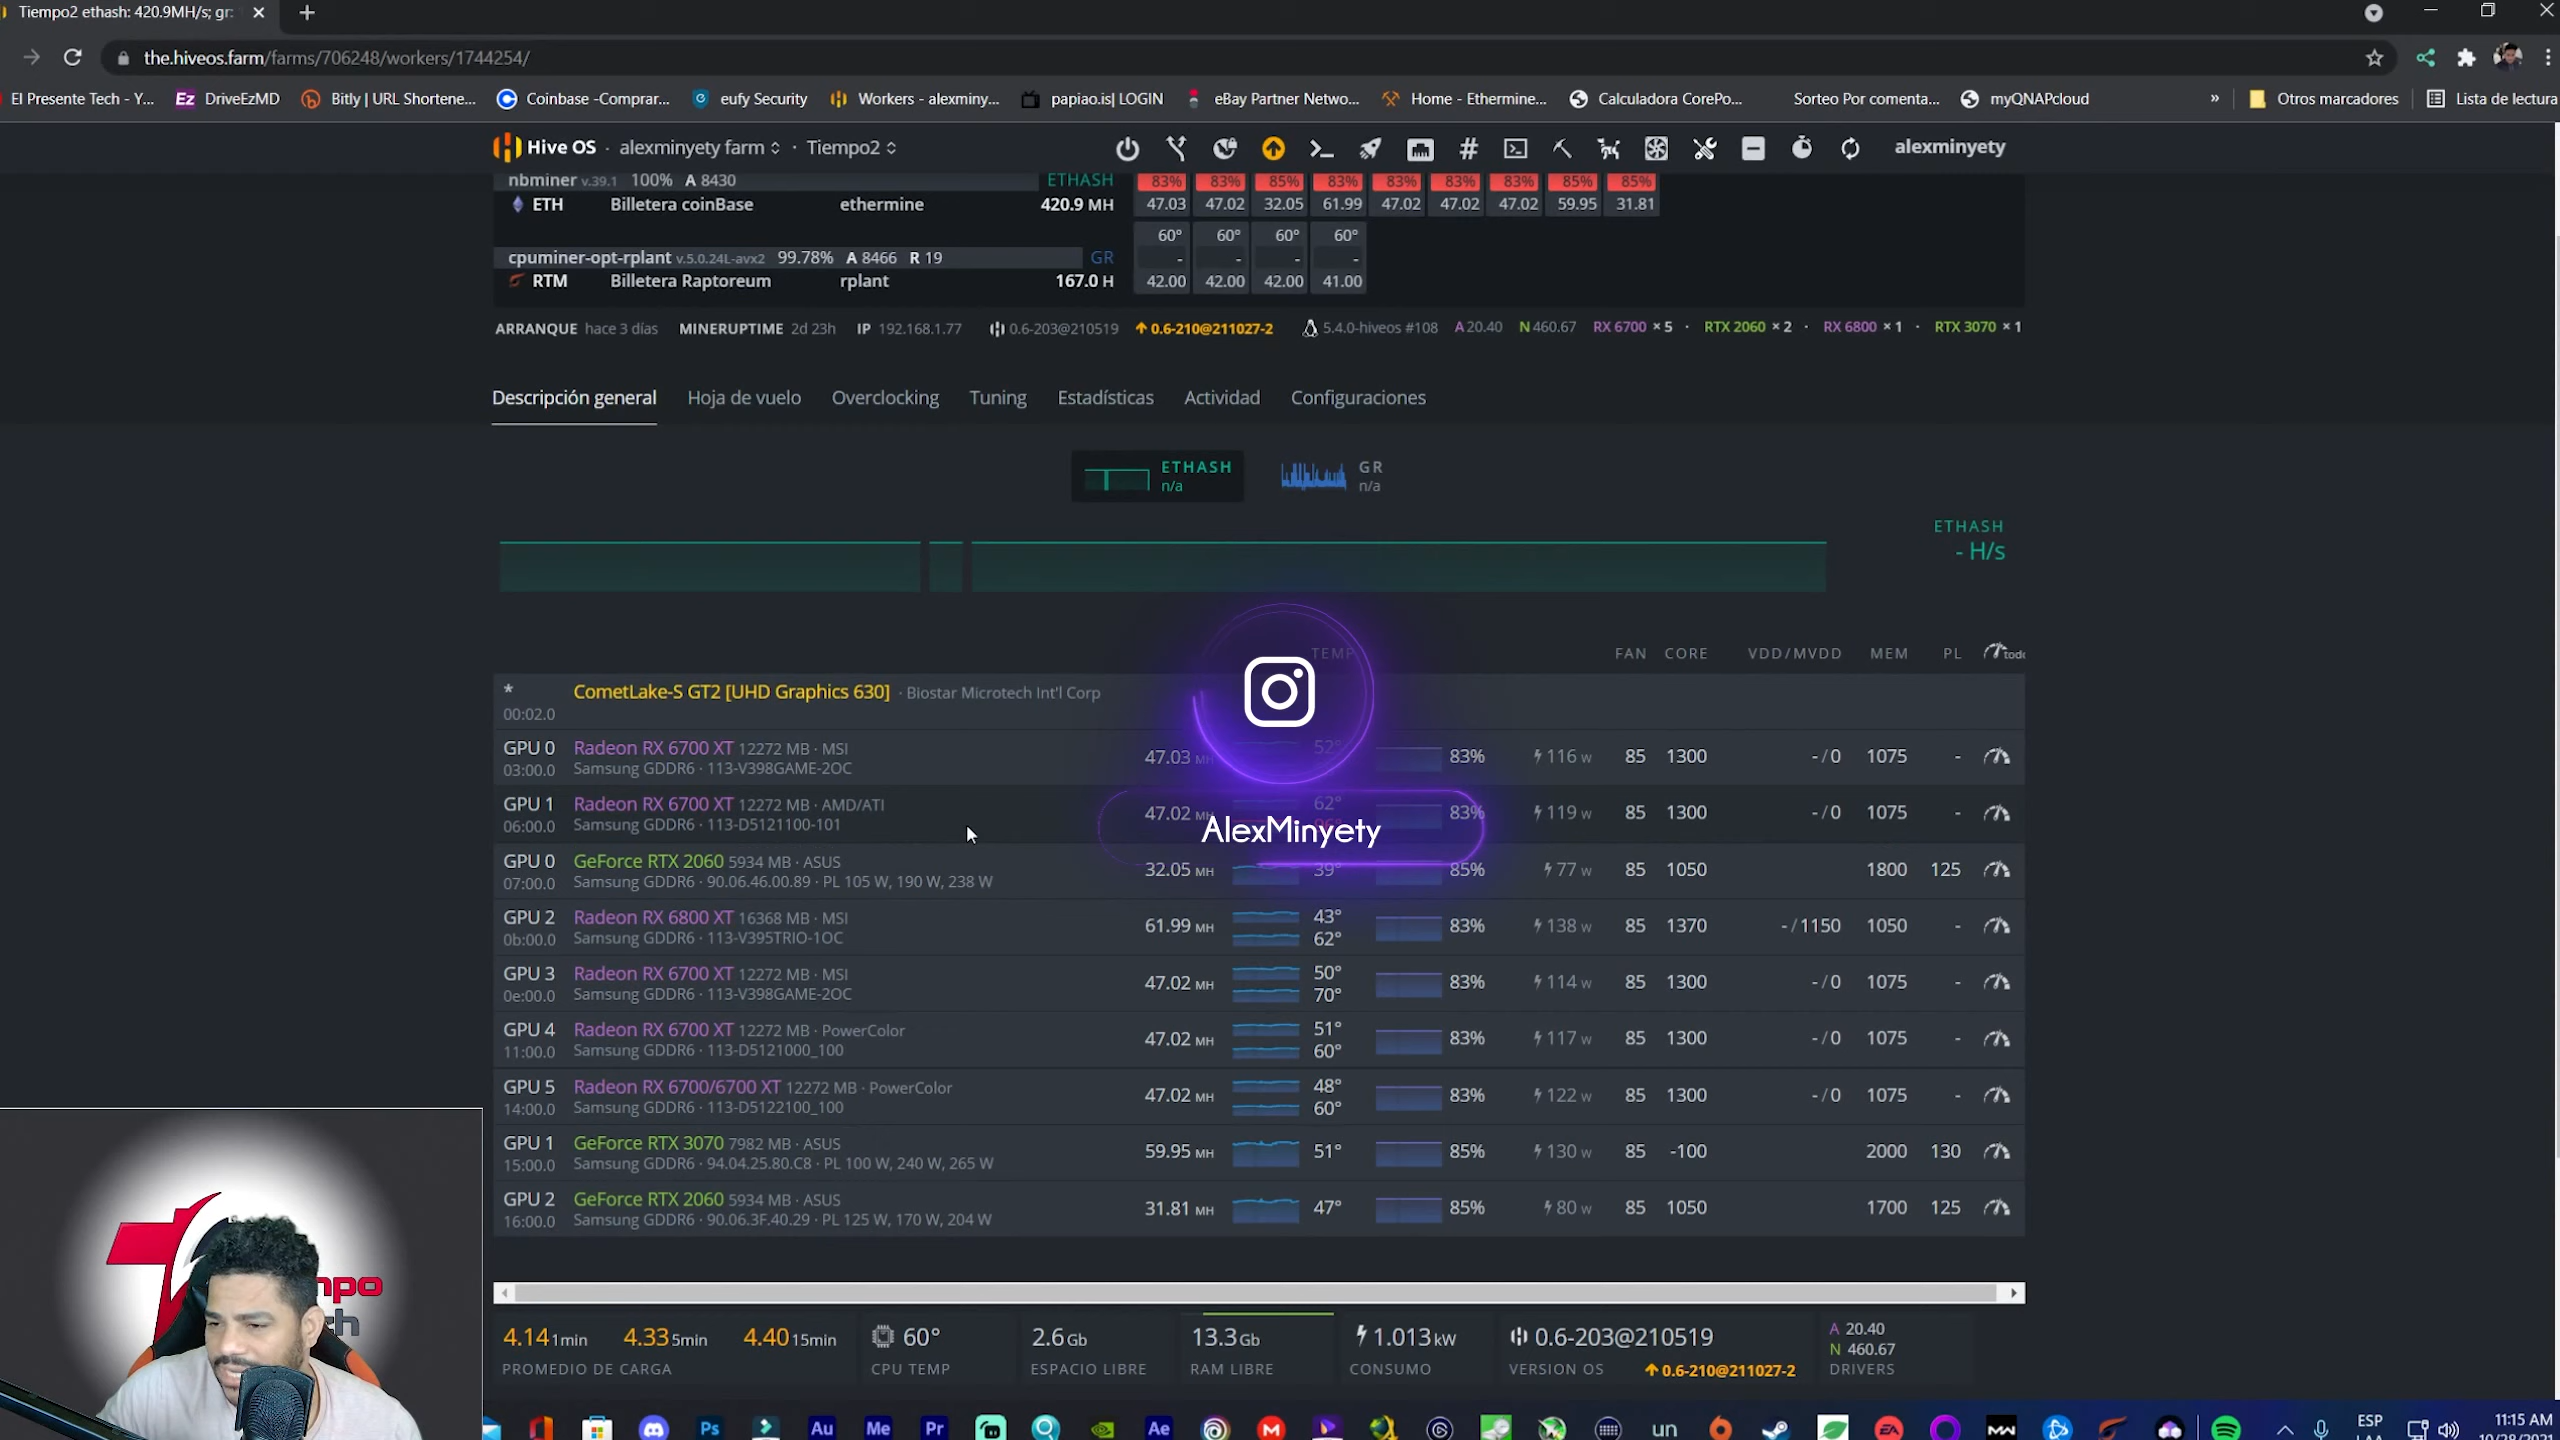 Tiempo2 ethash: 420.9MH/s; gr:
the.hiveos.farm/farms/706248/workers/1744254/
El Presente Tech - Y... DriveEzMD Bitly | URL Shortene... Coinbase -Comprar... eufy Security Workers - alexminy... papiao.is| LOGIN eBay Partner Netwo... Home - Ethermine... Calculadora CorePo... Sorteo Por comenta... myQNAPcloud » Otros marcadores Lista de lectura
Hive OS · alexminyety farm · Tiempo2 alexminyety
nbminer v.39.1 100% A 8430 ETHASH 83% 83% 85% 83% 83% 83% 83% 85% 85%
ETH Billetera coinBase ethermine 420.9 MH 47.03 47.02 32.05 61.99 47.02 47.02 47.02 59.95 31.81
60° 60° 60° 60°
cpuminer-opt-rplant v.5.0.24L-avx2 99.78% A 8466 R 19 GR - - - -
RTM Billetera Raptoreum rplant 167.0 H 42.00 42.00 42.00 41.00
ARRANQUE hace 3 días MINERUPTIME 2d 23h IP 192.168.1.77 0.6-203@210519 0.6-210@211027-2 5.4.0-hiveos #108 A 20.40 N 460.67 RX 6700 × 5 · RTX 2060 × 2 · RX 6800 × 1 · RTX 3070 × 1
Descripción general Hoja de vuelo Overclocking Tuning Estadísticas Actividad Configuraciones
ETHASH GR
n/a n/a
ETHASH
- H/s
TEMP FAN CORE VDD/MVDD MEM PL todo
* CometLake-S GT2 [UHD Graphics 630] · Biostar Microtech Int'l Corp
00:02.0
GPU 0 Radeon RX 6700 XT 12272 MB · MSI 47.03 MH 52° 83% 116 W 85 1300 - / 0 1075 -
03:00.0 Samsung GDDR6 · 113-V398GAME-2OC
GPU 1 Radeon RX 6700 XT 12272 MB · AMD/ATI 47.02 MH 62° 83% 119 W 85 1300 - / 0 1075 -
06:00.0 Samsung GDDR6 · 113-D5121100-101
AlexMinyety
GPU 0 GeForce RTX 2060 5934 MB · ASUS 32.05 MH 39° 85% 77 W 85 1050 1800 125
07:00.0 Samsung GDDR6 · 90.06.46.00.89 · PL 105 W, 190 W, 238 W
GPU 2 Radeon RX 6800 XT 16368 MB · MSI 61.99 MH 43° 83% 138 W 85 1370 - / 1150 1050 -
0b:00.0 Samsung GDDR6 · 113-V395TRIO-1OC 62°
GPU 3 Radeon RX 6700 XT 12272 MB · MSI 47.02 MH 50° 83% 114 W 85 1300 - / 0 1075 -
0e:00.0 Samsung GDDR6 · 113-V398GAME-2OC 70°
GPU 4 Radeon RX 6700 XT 12272 MB · PowerColor 47.02 MH 51° 83% 117 W 85 1300 - / 0 1075 -
11:00.0 Samsung GDDR6 · 113-D5121000_100 60°
GPU 5 Radeon RX 6700/6700 XT 12272 MB · PowerColor 47.02 MH 48° 83% 122 W 85 1300 - / 0 1075 -
14:00.0 Samsung GDDR6 · 113-D5122100_100 60°
GPU 1 GeForce RTX 3070 7982 MB · ASUS 59.95 MH 51° 85% 130 W 85 -100 2000 130
15:00.0 Samsung GDDR6 · 94.04.25.80.C8 · PL 100 W, 240 W, 265 W
GPU 2 GeForce RTX 2060 5934 MB · ASUS 31.81 MH 47° 85% 80 W 85 1050 1700 125
16:00.0 Samsung GDDR6 · 90.06.3F.40.29 · PL 125 W, 170 W, 204 W
4.14 1min 4.33 5min 4.40 15min 60° 2.6 Gb 13.3 Gb 1.013 kW 0.6-203@210519 A 20.40
N 460.67
PROMEDIO DE CARGA CPU TEMP ESPACIO LIBRE RAM LIBRE CONSUMO VERSION OS 0.6-210@211027-2 DRIVERS
Ps Au Me Pr Ae un EA ESP 11:15 AM